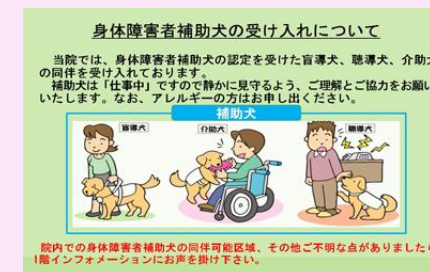 身体障害者補助犬の受け入れについて
当院では、身体障害者補助犬の認定を受けた盲導犬、聴導犬、介助犬
の同伴を受け入れております。
補助犬は「仕事中」ですので静かに見守るよう、ご理解とご協力をお願い
いたします。なお、アレルギーの方はお申し出ください。
補助犬
盲導犬
介助犬
聴導犬
院内での身体障害者補助犬の同伴可能区域、その他ご不明な点がありましたら
1階インフォメーションにお声を掛け下さい。